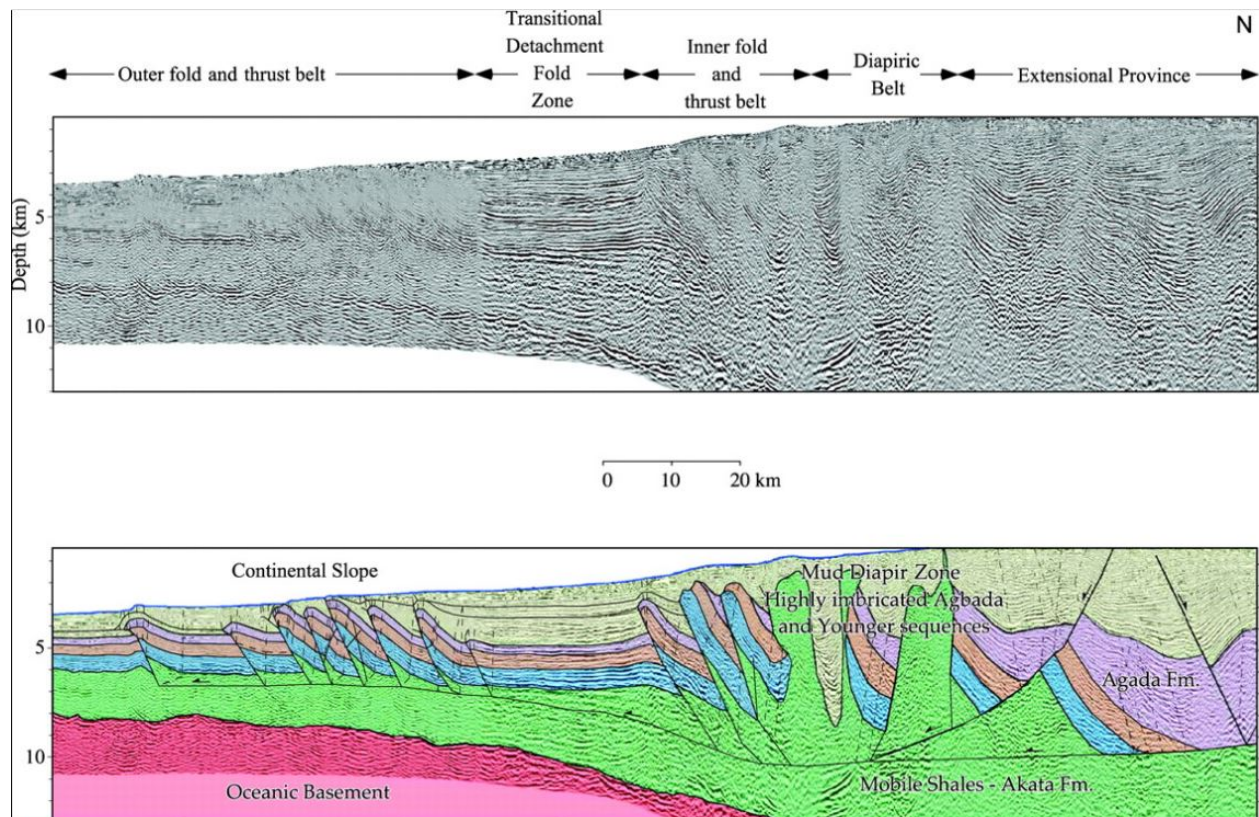 N
Transitional
Detachment
Fold
Zone
Outer fold and thrust belt
Inner fold
and
thrust belt
Diapiric
Belt
Extensional Province
Depth (km)
5
10
0 10 20 km
Continental Slope
Mud Diapir Zone
Highly imbricated Agbada
and Younger sequences
5
Agada Fm.
10
Oceanic Basement
Mobile Shales - Akata Fm.